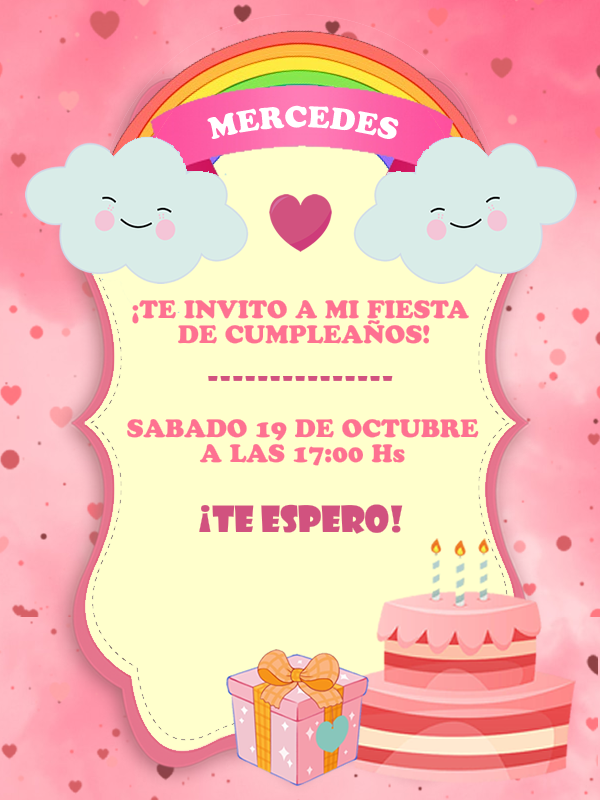 MERCEDES
¡TE INVITO A MI FIESTA
DE CUMPLEAÑOS!
---------------
SABADO 19 DE OCTUBRE
A LAS 17:00 Hs
¡TE ESPERO!